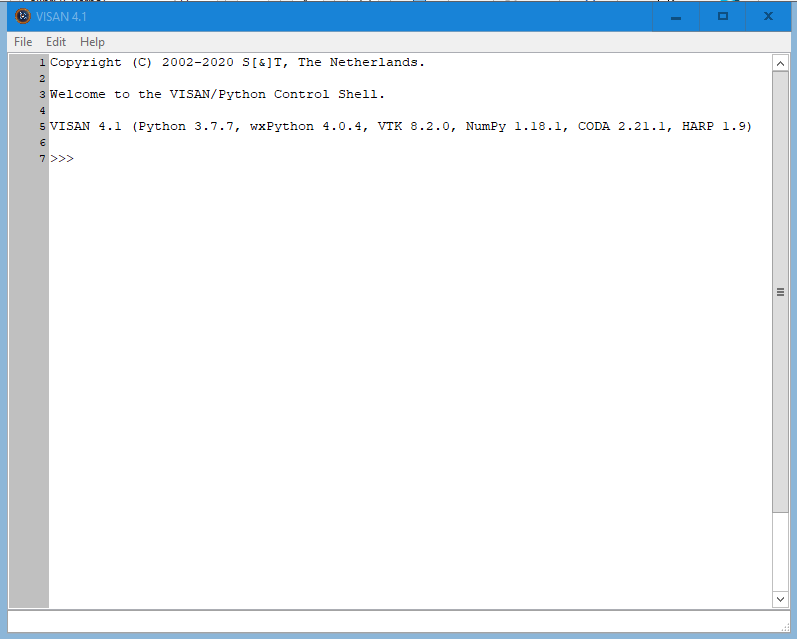 VISAN 4.1
File Edit Help
1 Copyright (C) 2002-2020 S[&]T, The Netherlands.
2
3 Welcome to the VISAN/Python Control Shell.
4
5 VISAN 4.1 (Python 3.7.7, wxPython 4.0.4, VTK 8.2.0, NumPy 1.18.1, CODA 2.21.1, HARP 1.9)
6
7 >>>